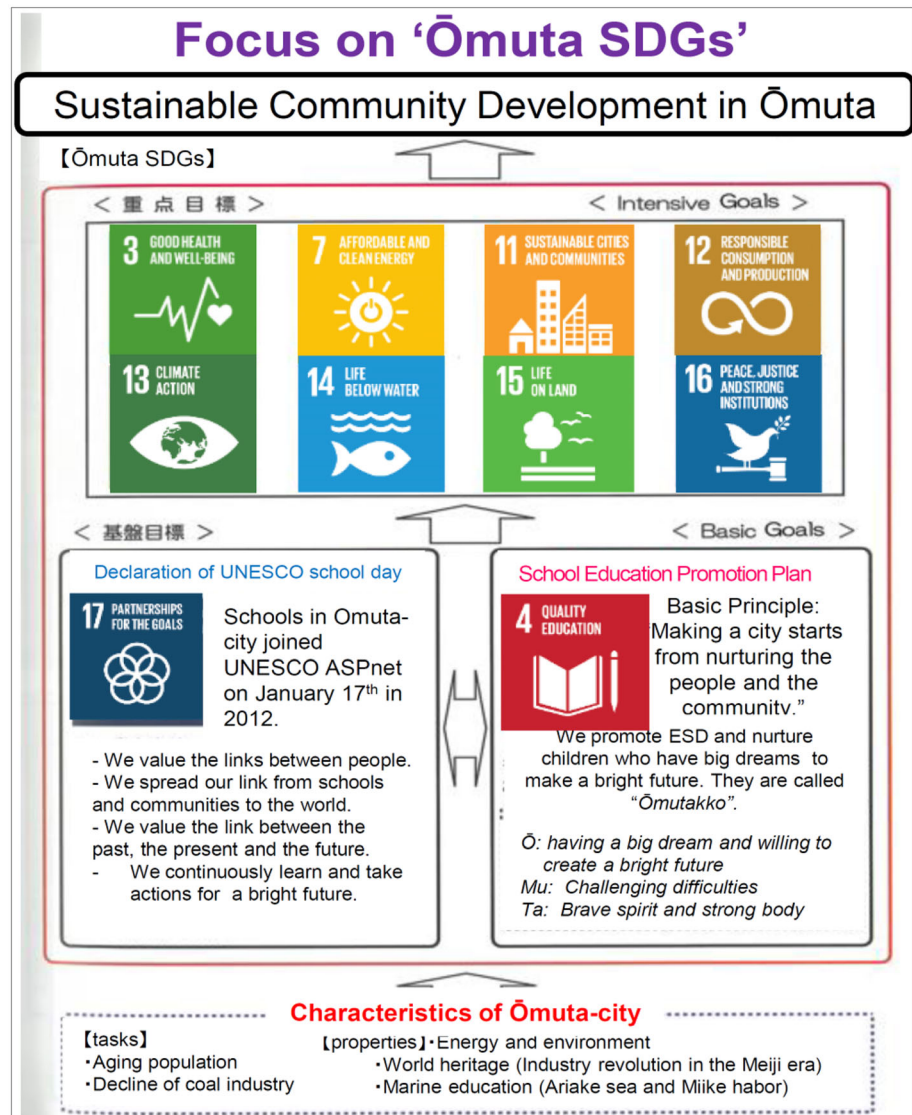 Focus on ‘Ōmuta SDGs’
Sustainable Community Development in Ōmuta
【Ōmuta SDGs】
＜ 重点目標 ＞
＜ Intensive Goals ＞
3 GOOD HEALTH
AND WELL-BEING
7 AFFORDABLE AND
CLEAN ENERGY
11 SUSTAINABLE CITIES
AND COMMUNITIES
12 RESPONSIBLE
CONSUMPTION
AND PRODUCTION
13 CLIMATE
ACTION
14 LIFE
BELOW WATER
15 LIFE
ON LAND
16 PEACE, JUSTICE
AND STRONG
INSTITUTIONS
＜ 基盤目標 ＞
＜ Basic Goals ＞
Declaration of UNESCO school day
17 PARTNERSHIPS
FOR THE GOALS
Schools in Omuta-
city joined
UNESCO ASPnet
on January 17th in
2012.
- We value the links between people.
- We spread our link from schools
and communities to the world.
- We value the link between the
past, the present and the future.
- We continuously learn and take
actions for a bright future.
School Education Promotion Plan
4 QUALITY
EDUCATION
Basic Principle:
“Making a city starts
from nurturing the
people and the
community.”
We promote ESD and nurture
children who have big dreams to
make a bright future. They are called
“Ōmutakko”.
Ō: having a big dream and willing to
create a bright future
Mu: Challenging difficulties
Ta: Brave spirit and strong body
Characteristics of Ōmuta-city
【tasks】
・Aging population
・Decline of coal industry
【properties】・Energy and environment
・World heritage (Industry revolution in the Meiji era)
・Marine education (Ariake sea and Miike harbor)